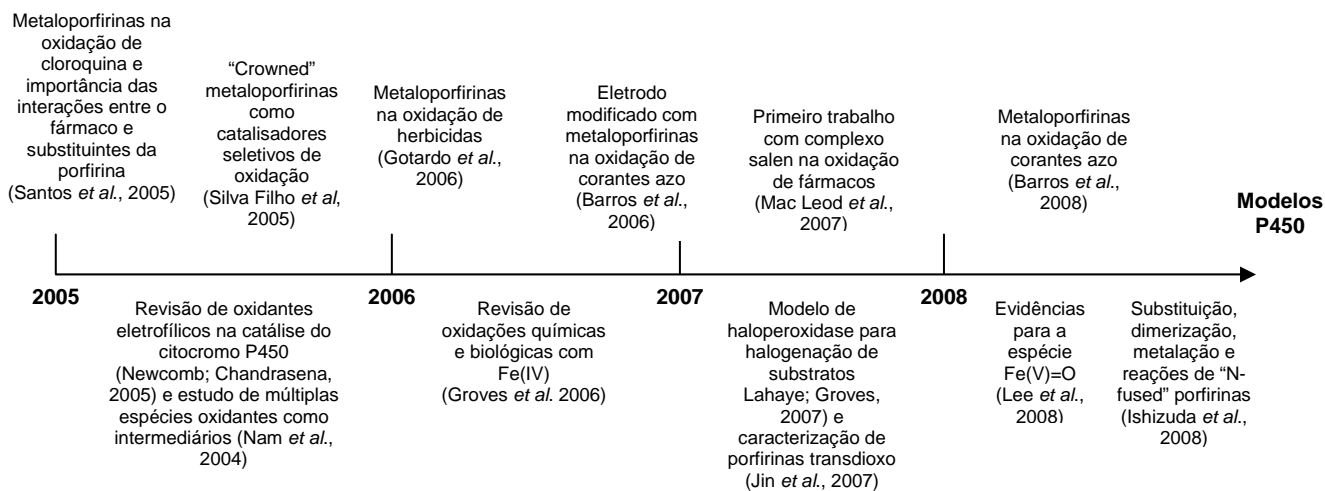 Metaloporfirinas na
oxidação de
cloroquina e
importância das
interações entre o
fármaco e
substituintes da
porfirina
(Santos et al., 2005)
“Crowned”
metaloporfirinas
como
catalisadores
seletivos de
oxidação
(Silva Filho et al,
2005)
Metaloporfirinas
na oxidação de
herbicidas
(Gotardo et al.,
2006)
Eletrodo
modificado com
metaloporfirinas
na oxidação de
corantes azo
(Barros et al.,
2006)
Primeiro trabalho
com complexo
salen na oxidação
de fármacos
(Mac Leod et al.,
2007)
Metaloporfirinas
na oxidação de
corantes azo
(Barros et al.,
2008)
Modelos
P450
2005
2006
2007
2008
Revisão de oxidantes
eletrofílicos na catálise do
citocromo P450
(Newcomb; Chandrasena,
2005) e estudo de múltiplas
espécies oxidantes como
intermediários (Nam et al.,
2004)
Revisão de
oxidações químicas
e biológicas com
Fe(IV)
(Groves et al. 2006)
Modelo de
haloperoxidase para
halogenação de
substratos
Lahaye; Groves,
2007) e
caracterização de
porfirinas transdioxo
(Jin et al., 2007)
Evidências
para a
espécie
Fe(V)=O
(Lee et al.,
2008)
Substituição,
dimerização,
metalação e
reações de “N-
fused” porfirinas
(Ishizuda et al.,
2008)